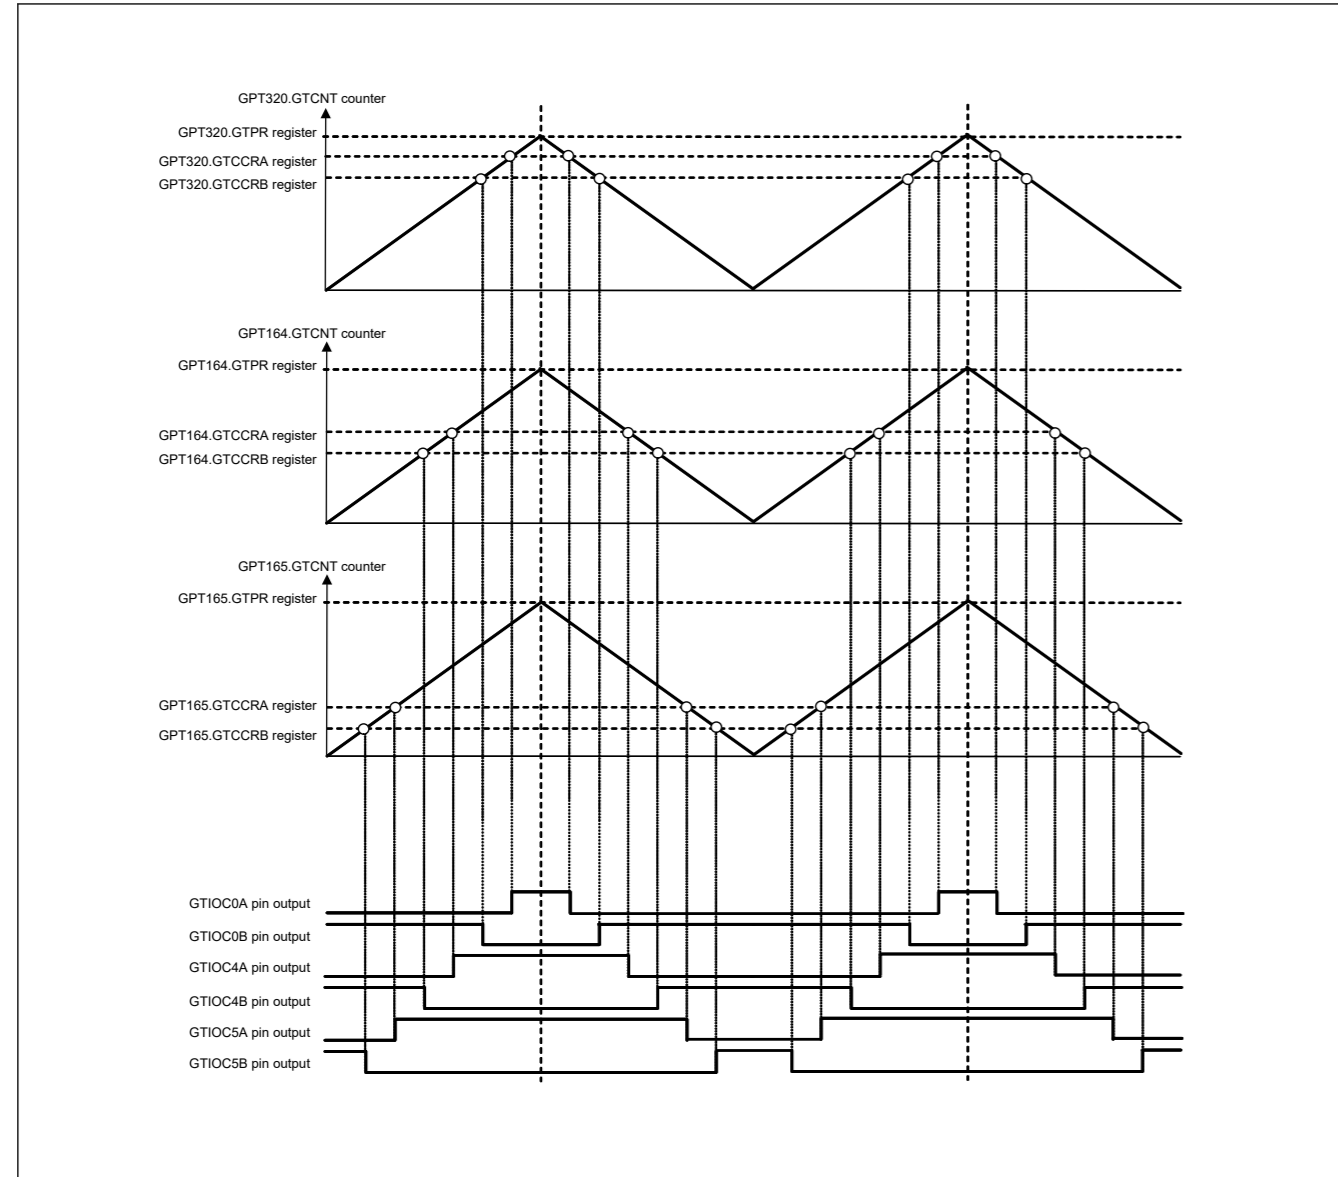 GPT320.GTCNT counter
GPT320.GTPR register
GPT320.GTCCRA register
GPT320.GTCCRB register
GPT164.GTCNT counter
GPT164.GTPR register
GPT164.GTCCRA register
GPT164.GTCCRB register
GPT165.GTCNT counter
GPT165.GTPR register
GPT165.GTCCRA register
GPT165.GTCCRB register
GTIOC0A pin output
GTIOC0B pin output
GTIOC4A pin output
GTIOC4B pin output
GTIOC5A pin output
GTIOC5B pin output